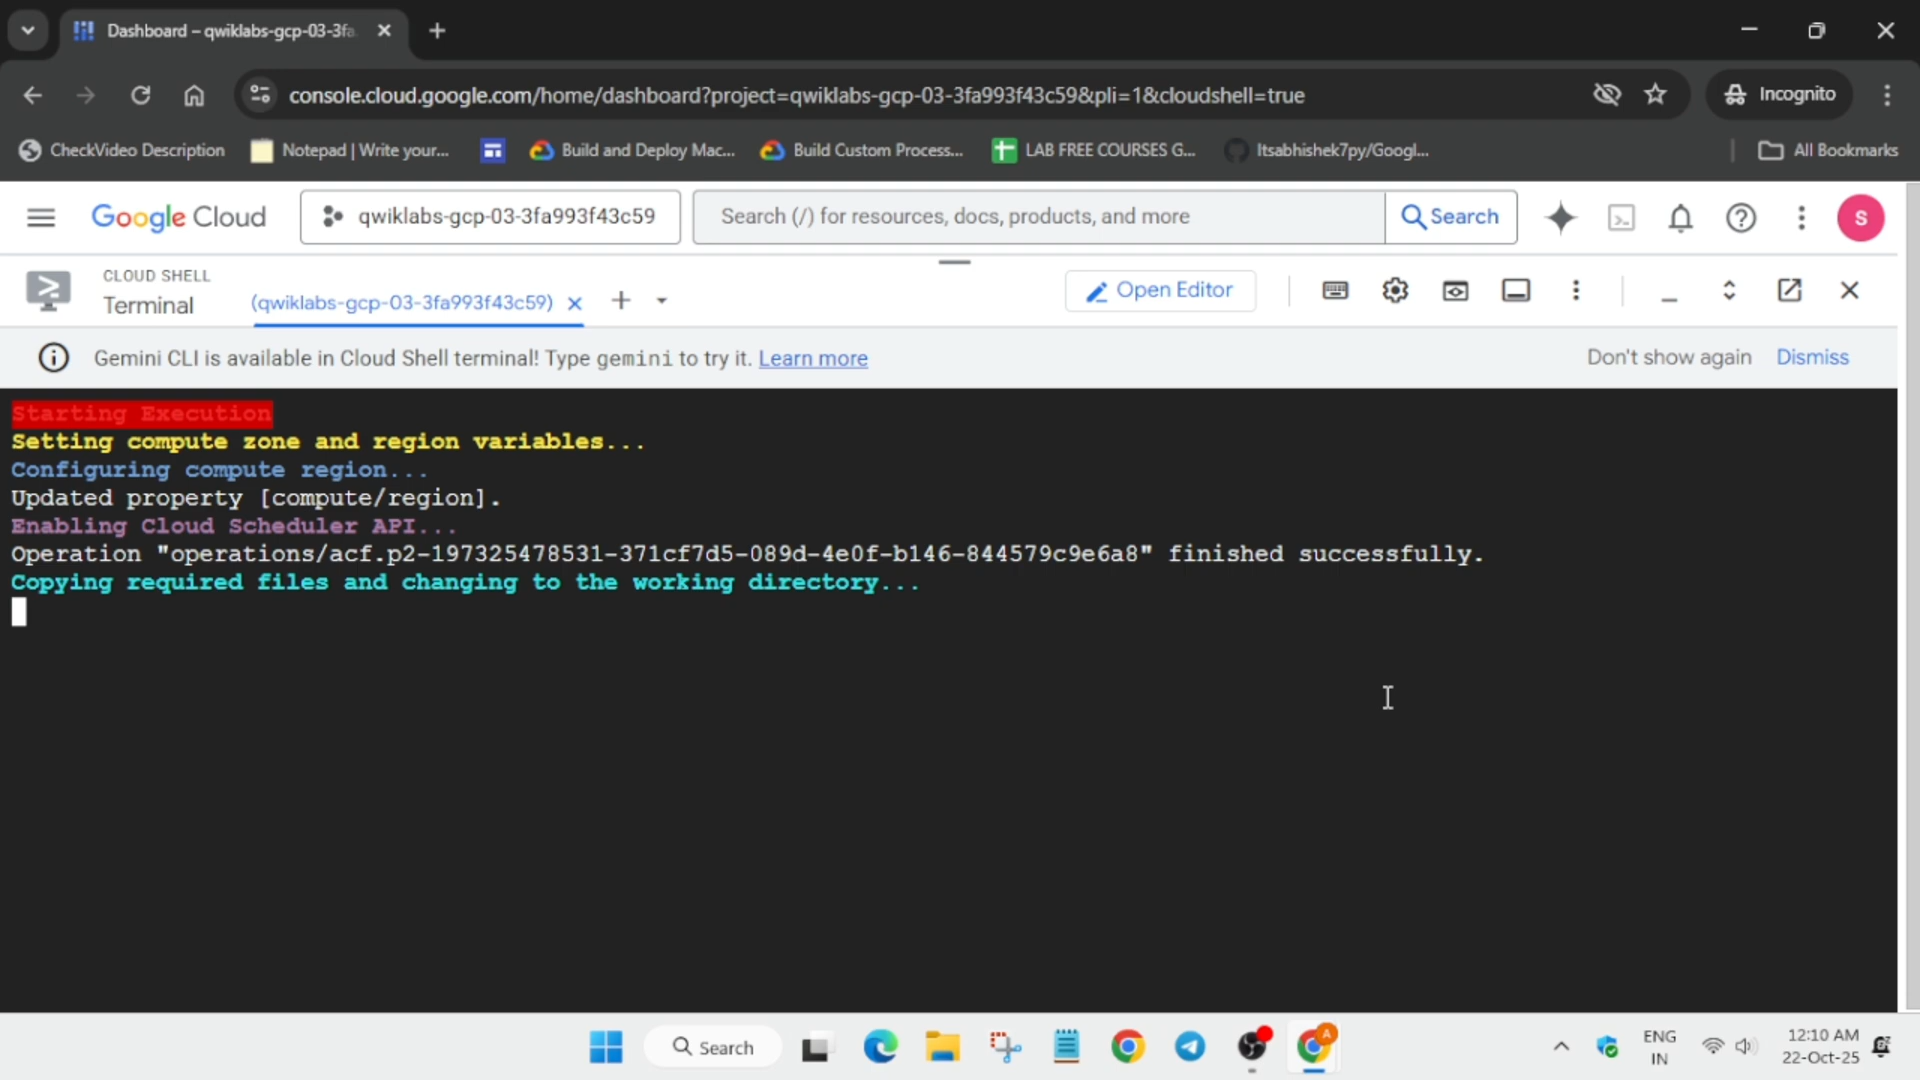 Dashboard – qwiklabs-gcp-03-3fa
console.cloud.google.com/home/dashboard?project=qwiklabs-gcp-03-3fa993f43c59&pli=1&cloudshell=true
Incognito
CheckVideo Description
Notepad | Write your...
Build and Deploy Mac...
Build Custom Process...
LAB FREE COURSES G...
Itsabhishek7py/Googl...
All Bookmarks
Google Cloud
qwiklabs-gcp-03-3fa993f43c59
Search (/) for resources, docs, products, and more
Search
S
CLOUD SHELL
Terminal
(qwiklabs-gcp-03-3fa993f43c59)
Open Editor
Gemini CLI is available in Cloud Shell terminal! Type gemini to try it. Learn more
Don't show again
Dismiss
Starting Execution
Setting compute zone and region variables...
Configuring compute region...
Updated property [compute/region].
Enabling Cloud Scheduler API...
Operation "operations/acf.p2-197325478531-371cf7d5-089d-4e0f-b146-844579c9e6a8" finished successfully.
Copying required files and changing to the working directory...
Search
A
ENG
IN
12:10 AM
22-Oct-25